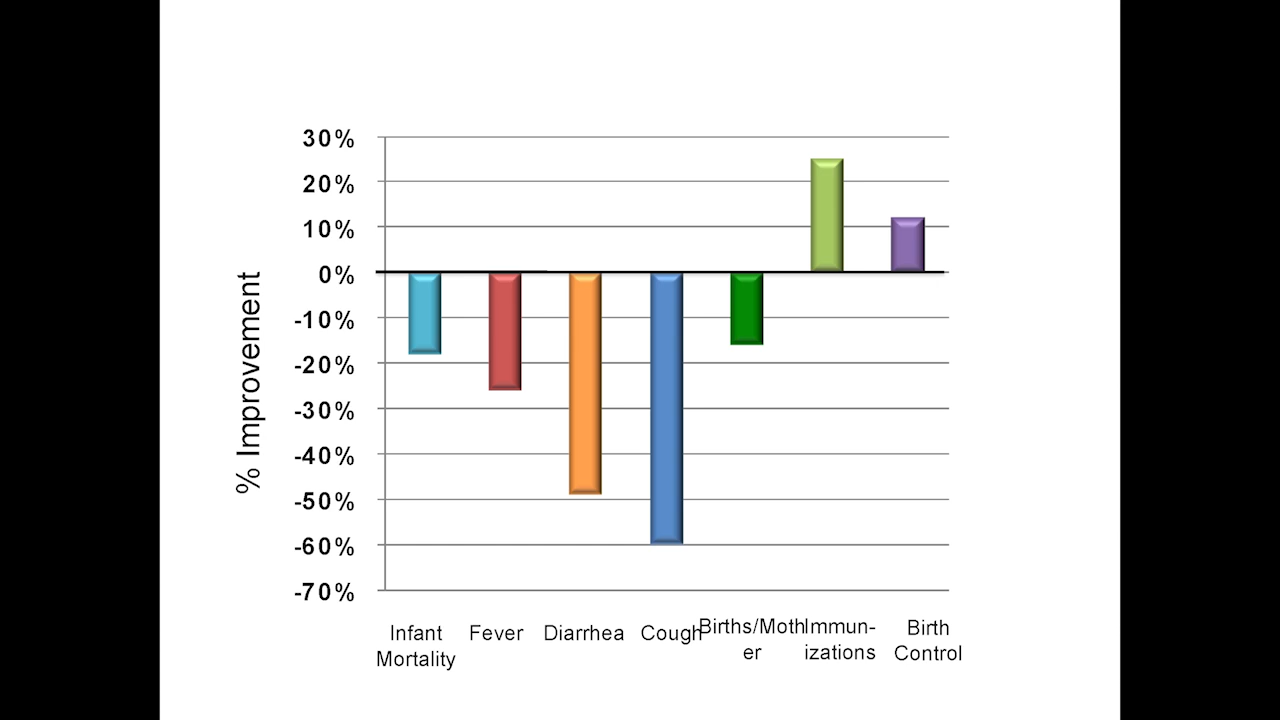 30%
20%
10%
0%
-10%
-20%
-30%
-40%
-50%
-60%
-70%
% Improvement
Infant
Mortality
Fever
Diarrhea
Cough
Births/Moth
er
Immun-
izations
Birth
Control